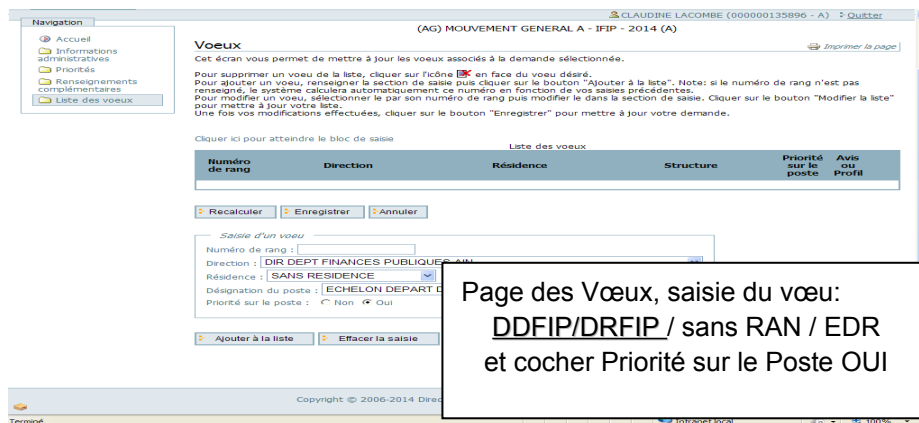 CLAUDINE LACOMBE (000000135896 - A) Quitter
Navigation
Accueil
Informations administratives
Priorités
Renseignements complémentaires
Liste des voeux
(AG) MOUVEMENT GENERAL A - IFIP - 2014 (A)
Voeux
Imprimer la page
Cet écran vous permet de mettre à jour les voeux associés à la demande sélectionnée.
Pour supprimer un voeu de la liste, cliquer sur l'icône en face du voeu désiré.
Pour ajouter un voeu, renseigner la section de saisie puis cliquer sur le bouton "Ajouter à la liste". Note: si le numéro de rang n'est pas
renseigné, le système calculera automatiquement ce numéro en fonction de vos saisies précédentes.
Pour modifier un voeu, sélectionner le par son numéro de rang puis modifier le dans la section de saisie. Cliquer sur le bouton "Modifier la liste"
pour mettre à jour votre liste.
Une fois vos modifications effectuées, cliquer sur le bouton "Enregistrer" pour mettre à jour votre demande.
Cliquer ici pour atteindre le bloc de saisie
Liste des voeux
Numéro de rang Direction Résidence Structure Priorité sur le poste Avis ou Profil
Recalculer Enregistrer Annuler
Saisie d'un voeu
Numéro de rang :
Direction : DIR DEPT FINANCES PUBLIQUES AIN
Résidence : SANS RESIDENCE
Désignation du poste : ECHELON DEPART D
Priorité sur le poste : Non Oui
Ajouter à la liste Effacer la saisie
Page des Vœux, saisie du vœu:
DDFIP/DRFIP / sans RAN / EDR
et cocher Priorité sur le Poste OUI
Copyright © 2006-2014 Direc
Terminé Intranet local 100%